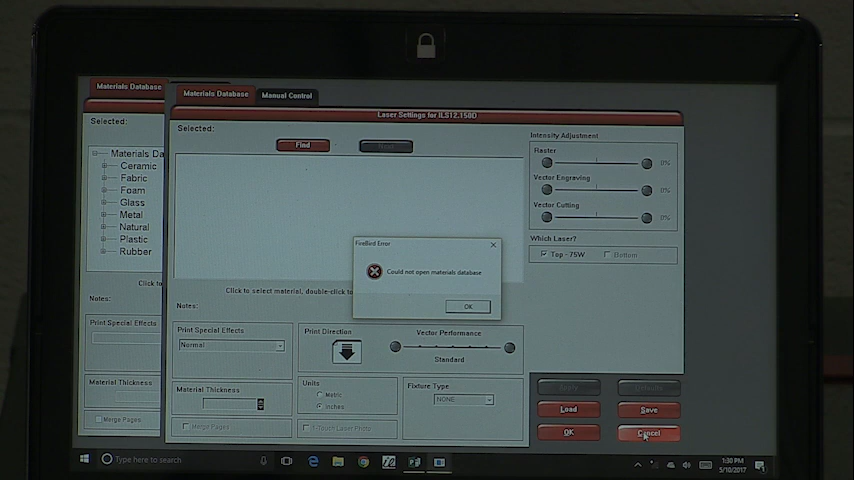 Materials Database
Materials Database
Manual Control
Laser Settings for ILS12.150D
Selected:
Selected:
Find
Next
Intensity Adjustment
Raster
0%
Vector Engraving
0%
Vector Cutting
0%
Materials Da
Ceramic
Fabric
Foam
Glass
Metal
Natural
Plastic
Rubber
Which Laser?
Top - 75W
Bottom
FireBird Error
Could not open materials database
OK
Click to
Click to select material, double-click to
Notes:
Notes:
Print Special Effects
Print Special Effects
Normal
Print Direction
Vector Performance
Standard
Material Thickness
Material Thickness
Units
Metric
Inches
Fixture Type
NONE
Merge Pages
Merge Pages
1-Touch Laser Photo
Apply
Defaults
Load
Save
OK
Cancel
Type here to search
1:30 PM
5/10/2017